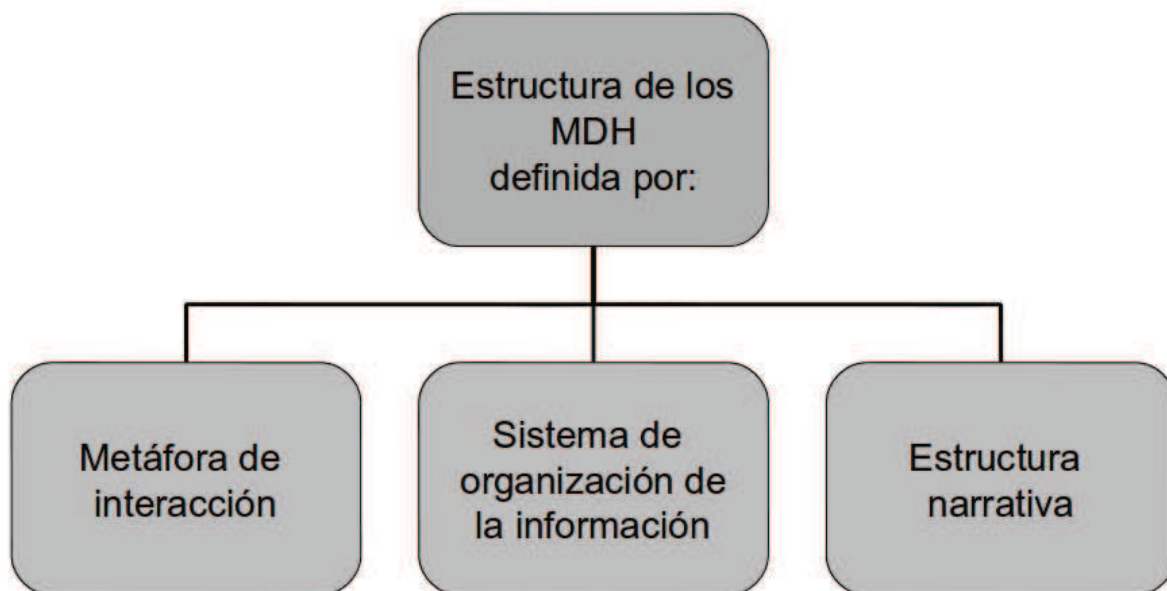 Estructura de los
MDH
definida por:
Metáfora de
interacción
Sistema de
organización de
la información
Estructura
narrativa